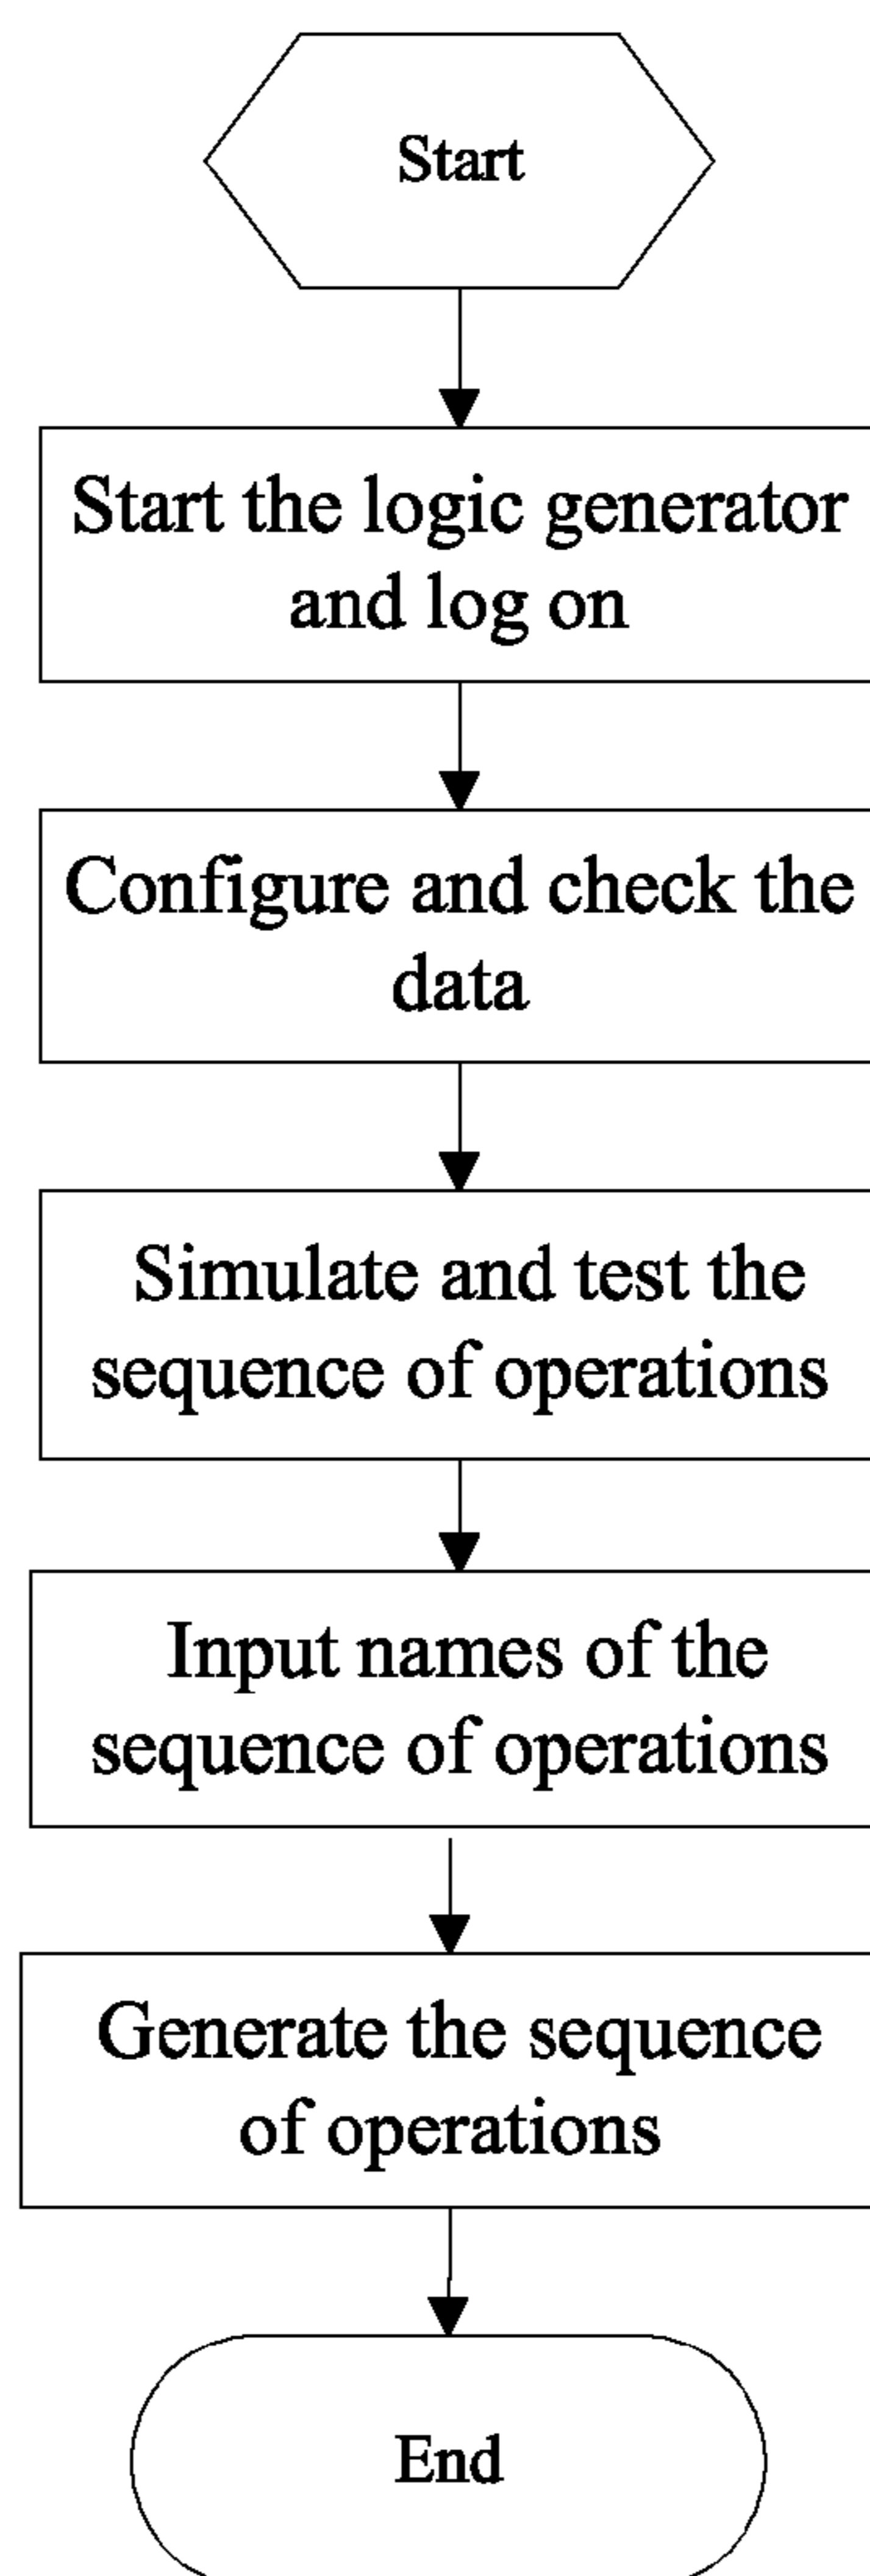 Start
Start the logic generator
and log on
Configure and check the
data
Simulate and test the
sequence of operations
Input names of the
sequence of operations
Generate the sequence
of operations
End